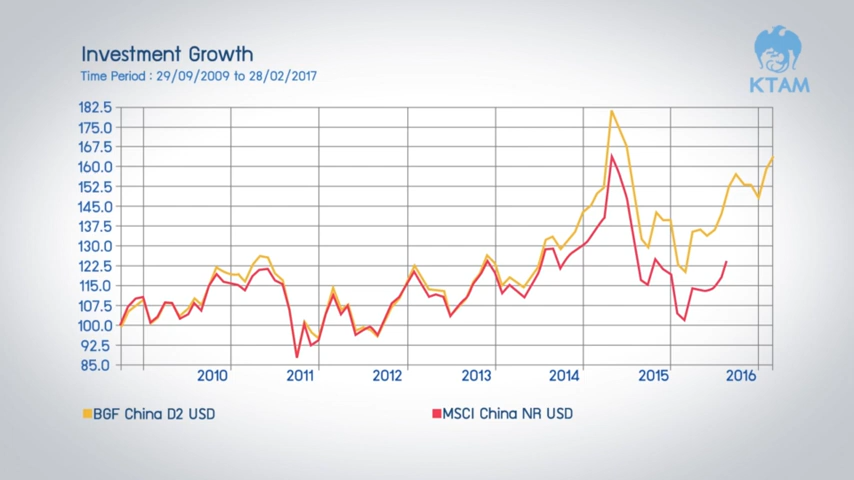 Investment Growth
Time Period : 29/09/2009 to 28/02/2017
KTAM
182.5
175.0
167.5
160.0
152.5
145.0
137.5
130.0
122.5
115.0
107.5
100.0
92.5
85.0
2010 2011 2012 2013 2014 2015 2016
BGF China D2 USD
MSCI China NR USD